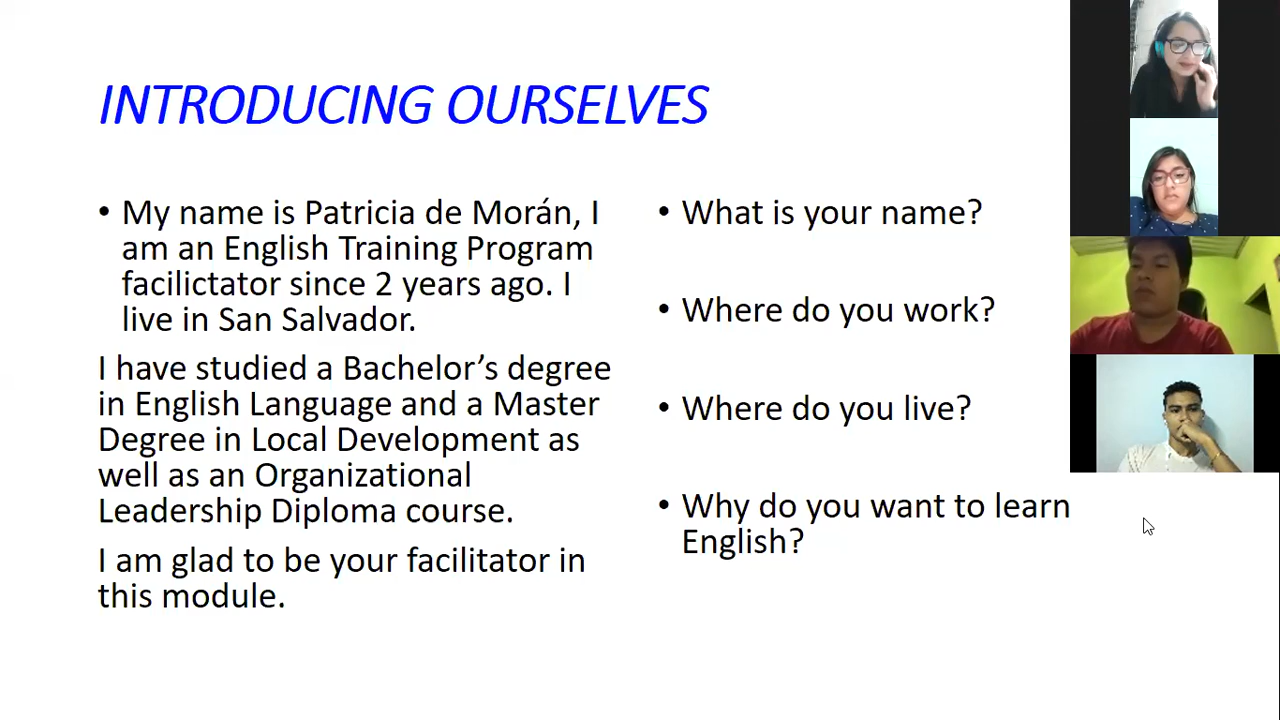 INTRODUCING OURSELVES
• My name is Patricia de Morán, I
am an English Training Program
facilictator since 2 years ago. I
live in San Salvador.
I have studied a Bachelor’s degree
in English Language and a Master
Degree in Local Development as
well as an Organizational
Leadership Diploma course.
I am glad to be your facilitator in
this module.
• What is your name?
• Where do you work?
• Where do you live?
• Why do you want to learn
English?